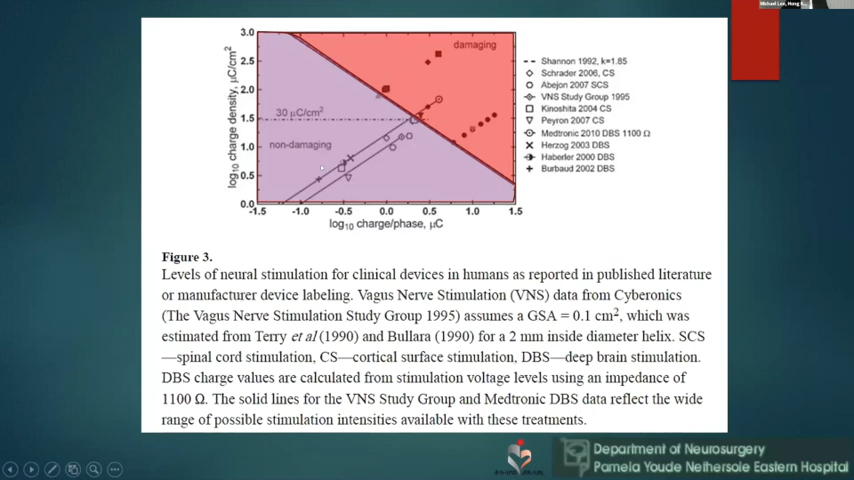 Michael Lee, Hong K...
3.0
2.5
2.0
1.5
1.0
0.5
0.0
log10 charge density, μC/cm2
damaging
30 μC/cm2
non-damaging
-1.5 -1.0 -0.5 0.0 0.5 1.0 1.5
log10 charge/phase, μC
Shannon 1992, k=1.85
Schrader 2006, CS
Abejon 2007 SCS
VNS Study Group 1995
Kinoshita 2004 CS
Peyron 2007 CS
Medtronic 2010 DBS 1100 Ω
Herzog 2003 DBS
Haberler 2000 DBS
Burbaud 2002 DBS
Figure 3.
Levels of neural stimulation for clinical devices in humans as reported in published literature
or manufacturer device labeling. Vagus Nerve Stimulation (VNS) data from Cyberonics
(The Vagus Nerve Stimulation Study Group 1995) assumes a GSA = 0.1 cm2, which was
estimated from Terry et al (1990) and Bullara (1990) for a 2 mm inside diameter helix. SCS
—spinal cord stimulation, CS—cortical surface stimulation, DBS—deep brain stimulation.
DBS charge values are calculated from stimulation voltage levels using an impedance of
1100 Ω. The solid lines for the VNS Study Group and Medtronic DBS data reflect the wide
range of possible stimulation intensities available with these treatments.
Department of Neurosurgery
Pamela Youde Nethersole Eastern Hospital